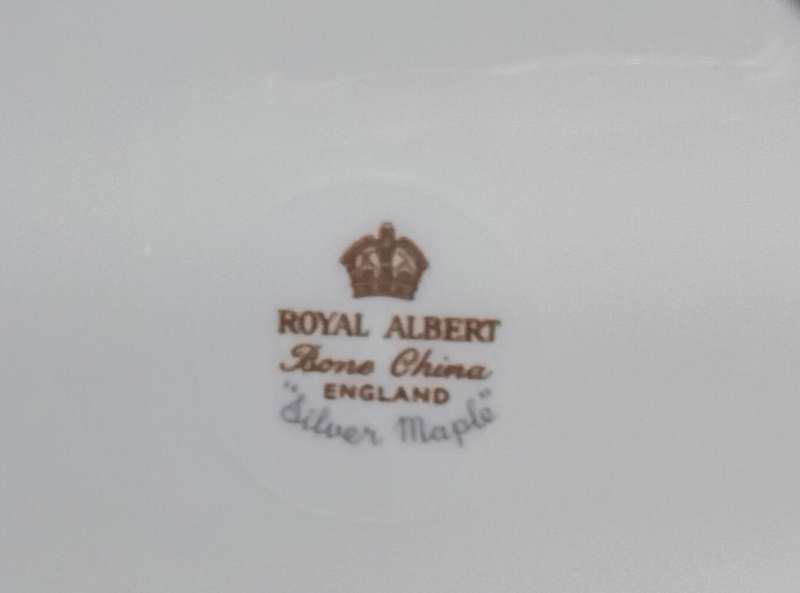 ROYAL ALBERT
Bone China
ENGLAND
"Silver Maple"